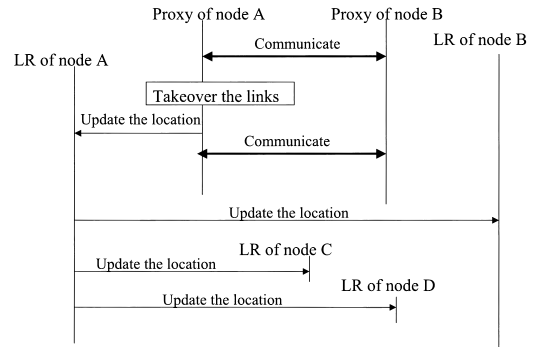 Proxy of node A
Proxy of node B
LR of node B
Communicate
LR of node A
Takeover the links
Update the location
Communicate
Update the location
LR of node C
Update the location
LR of node D
Update the location